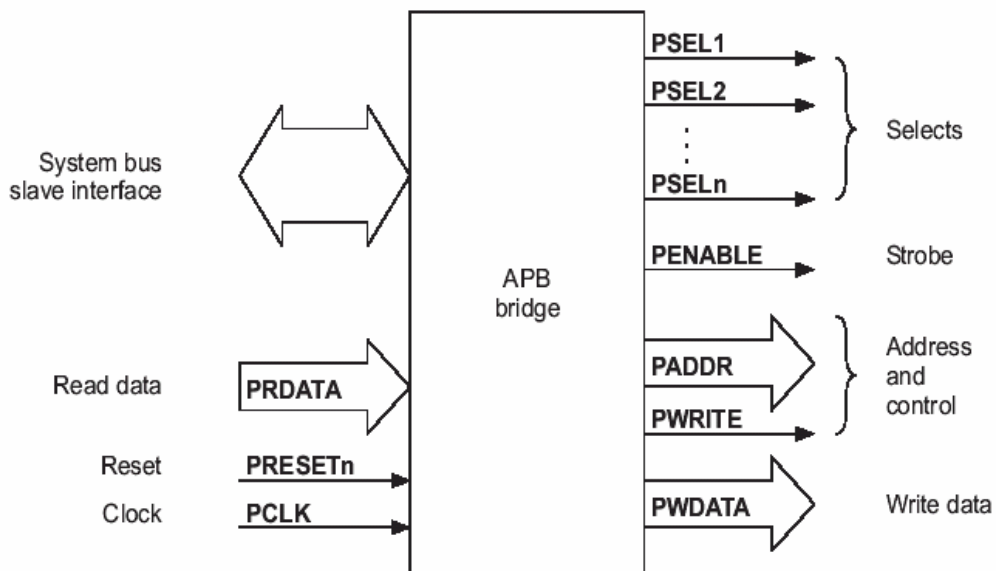 System bus
slave interface
Read data
PRDATA
Reset
PRESETn
Clock
PCLK
APB
bridge
PSEL1
PSEL2
PSELn
Selects
PENABLE
Strobe
PADDR
PWRITE
Address
and
control
PWDATA
Write data